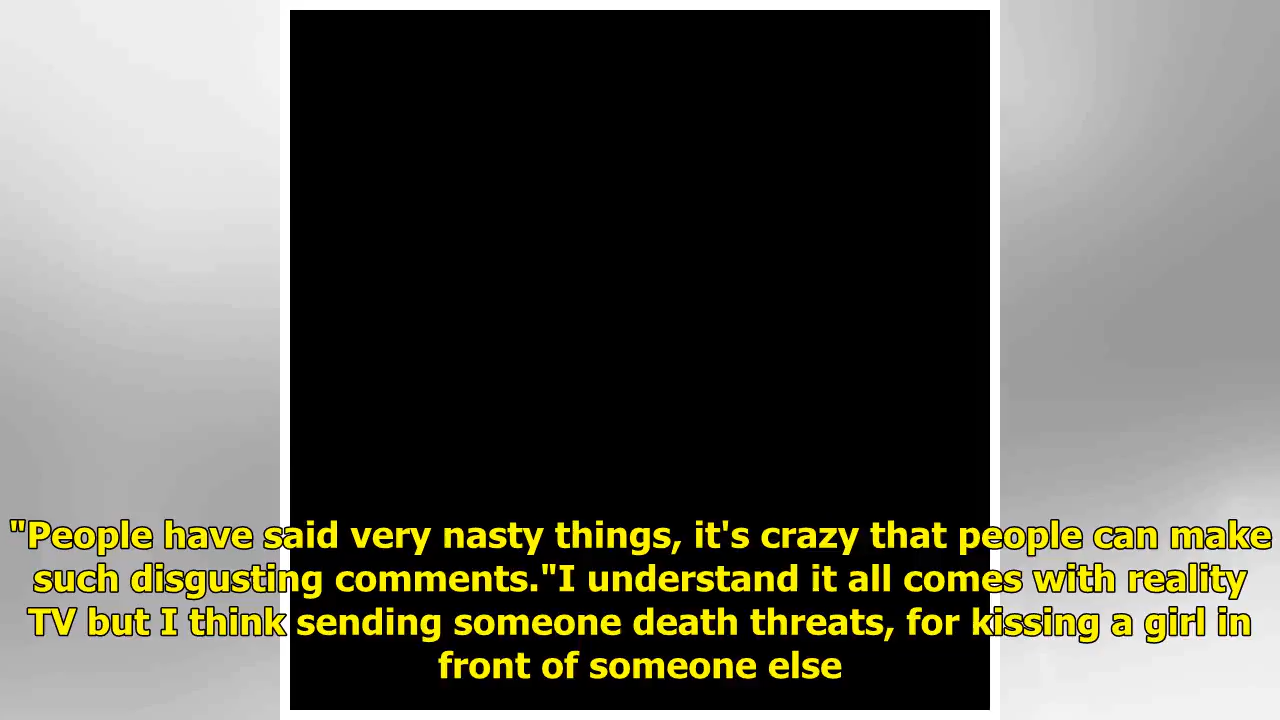 "People have said very nasty things, it's crazy that people can make
such disgusting comments."I understand it all comes with reality
TV but I think sending someone death threats, for kissing a girl in
front of someone else